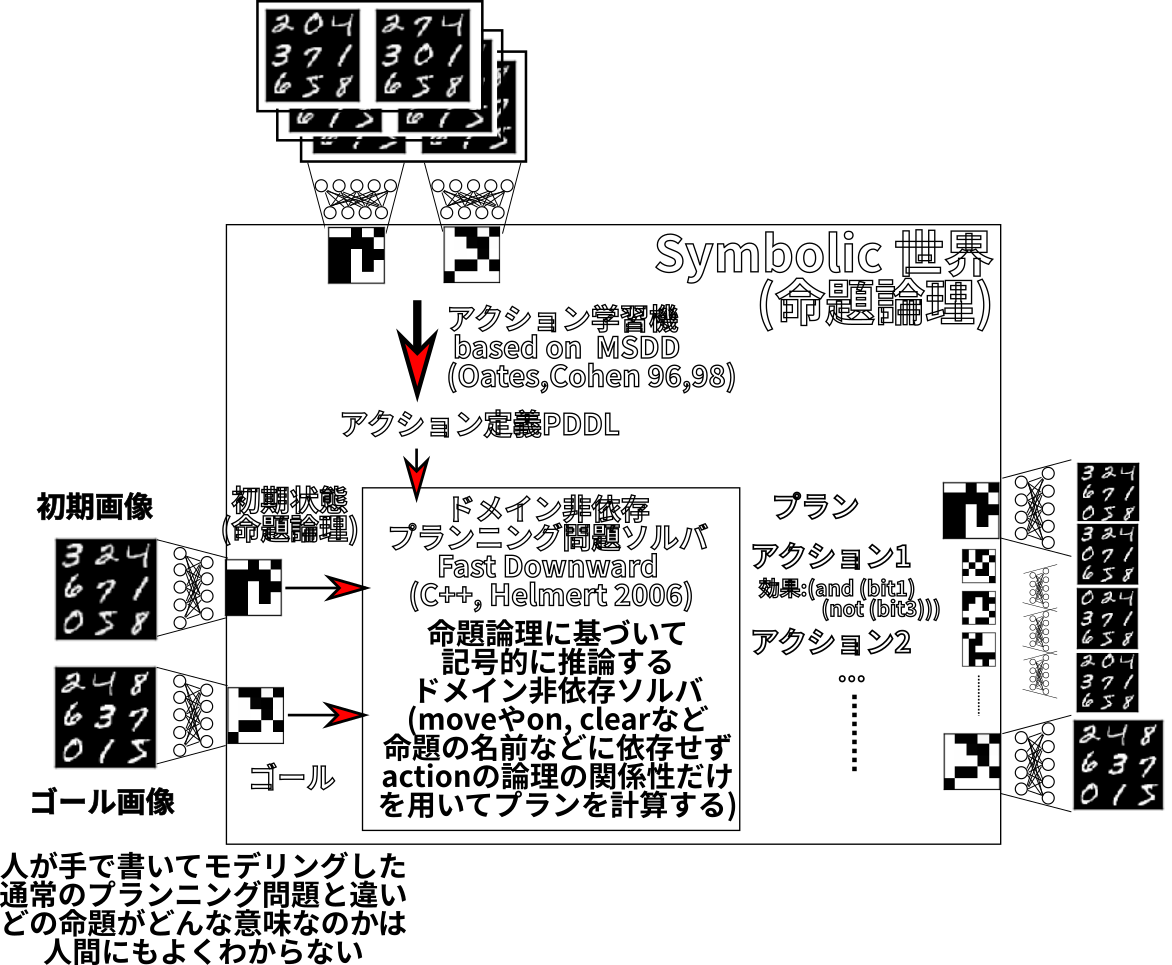 2 0 4
3 7 1
6 5 8
2 7 4
3 0 1
6 5 8
6 1 5
6 1 5
Symbolic 世界
(命題論理)
アクション学習機
based on MSDD
(Oates,Cohen 96,98)
アクション定義PDDL
初期画像
3 2 4
6 7 1
0 5 8
初期状態
(命題論理)
2 4 8
6 3 7
0 1 5
ゴール画像
ゴール
ドメイン非依存
プランニング問題ソルバ
Fast Downward
(C++, Helmert 2006)
命題論理に基づいて
記号的に推論する
ドメイン非依存ソルバ
(moveやon, clearなど
命題の名前などに依存せず
actionの論理の関係性だけ
を用いてプランを計算する)
プラン
アクション1
効果:(and (bit1)
(not (bit3)))
アクション2
...
3 2 4
6 7 1
0 5 8
3 2 4
0 7 1
6 5 8
0 2 4
3 7 1
6 5 8
2 0 4
3 7 1
6 5 8
2 4 8
6 3 7
0 1 5
人が手で書いてモデリングした
通常のプランニング問題と違い
どの命題がどんな意味なのかは
人間にもよくわからない